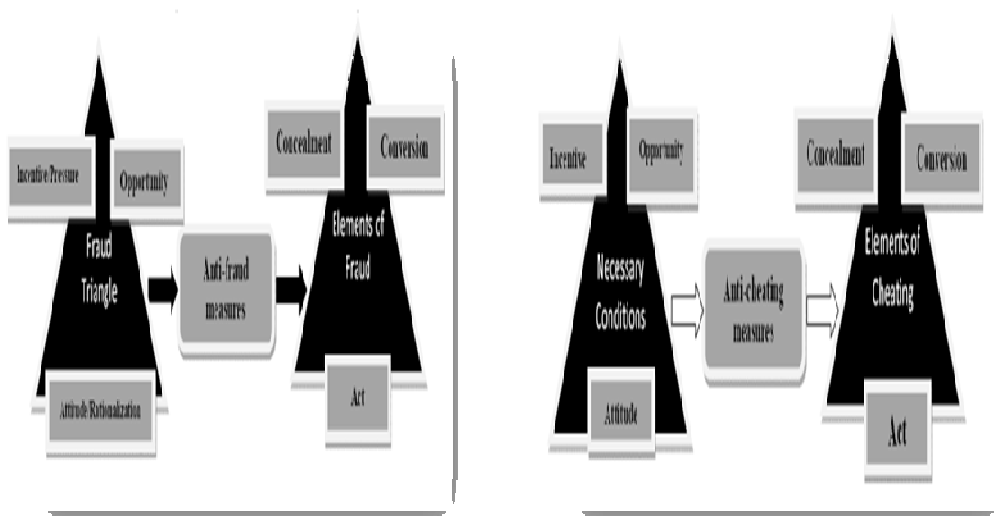 Concealment
Conversion
Incentive/Pressure
Opportunity
Elements of
Fraud
Fraud
Triangle
Anti-fraud
measures
Act
Attitude/Rationalization
Incentive
Opportunity
Concealment
Conversion
Necessary
Conditions
Elements of
Cheating
Anti-cheating
measures
Attitude
Act